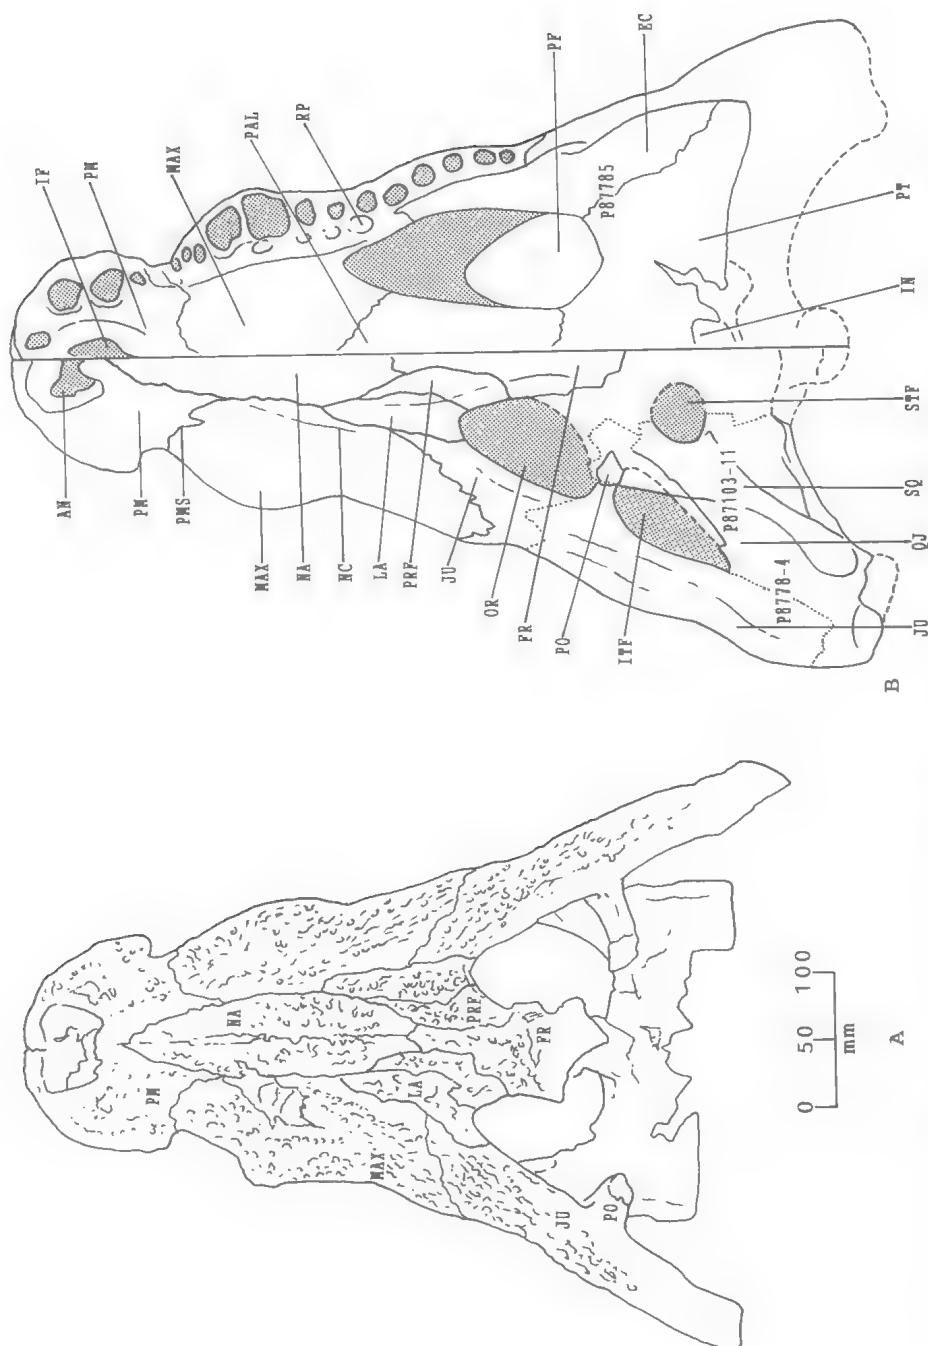 IF
PM
MAX
PAL
RP
PF
EC
P87785
PT
IN
AN
PM
PMS
MAX
NA
NC
LA
PRF
JU
OR
FR
PO
ITF
STF
P87103-11
SQ
QJ
P8778-4
JU
B
PM
NA
MAX
LA
PRF
FR
JU
PO
0 50 100
mm
A